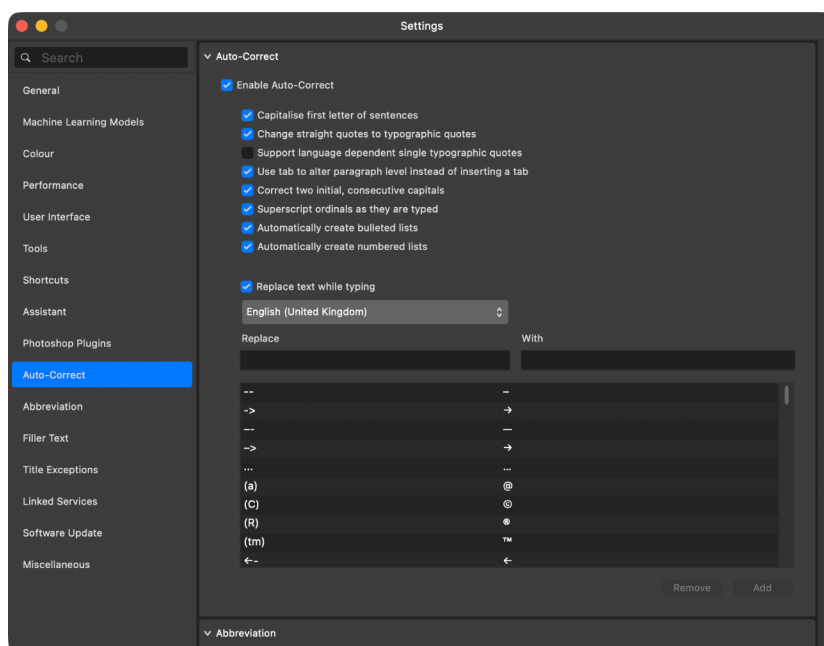 Settings
Search
General
Machine Learning Models
Colour
Performance
User Interface
Tools
Shortcuts
Assistant
Photoshop Plugins
Auto-Correct
Abbreviation
Filler Text
Title Exceptions
Linked Services
Software Update
Miscellaneous
Auto-Correct
Enable Auto-Correct
Capitalise first letter of sentences
Change straight quotes to typographic quotes
Support language dependent single typographic quotes
Use tab to alter paragraph level instead of inserting a tab
Correct two initial, consecutive capitals
Superscript ordinals as they are typed
Automatically create bulleted lists
Automatically create numbered lists
Replace text while typing
English (United Kingdom)
Replace With
-- –
-> →
–- —
–> →
... …
(a) @
(C) ©
(R) ®
(tm) ™
←- ←
Remove Add
Abbreviation